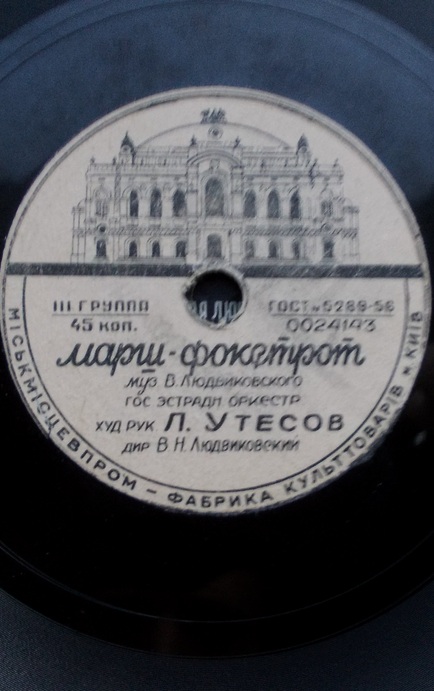 III ГРУППА
45 коп.
ГОСТ № 5289-56
0024143
марш-фокстрот
муз В. Людвиковского
гос эстрадн оркестр
худ рук Л. УТЕСОВ
дир В Н. Людвиковский
МІСЬКМІСЦЕВПРОМ – ФАБРИКА КУЛЬТТОВАРІВ м. КИЇВ